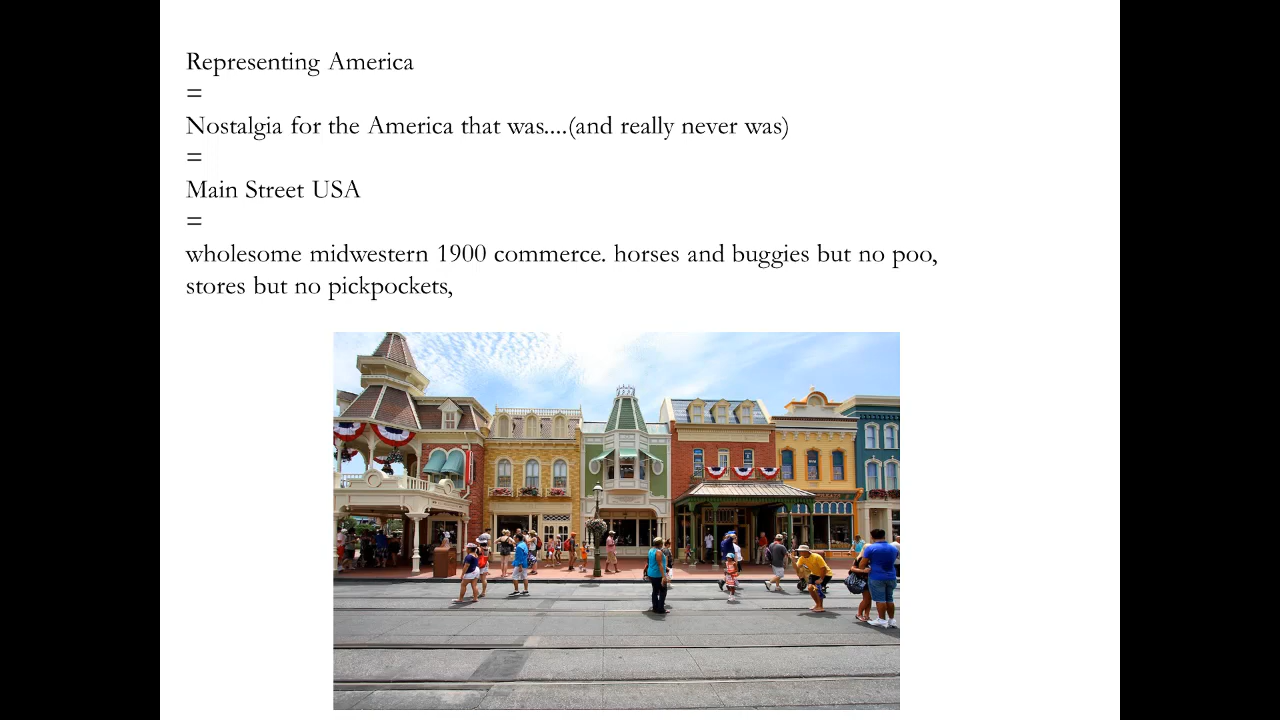 Representing America
=
Nostalgia for the America that was....(and really never was)
=
Main Street USA
=
wholesome midwestern 1900 commerce. horses and buggies but no poo,
stores but no pickpockets,